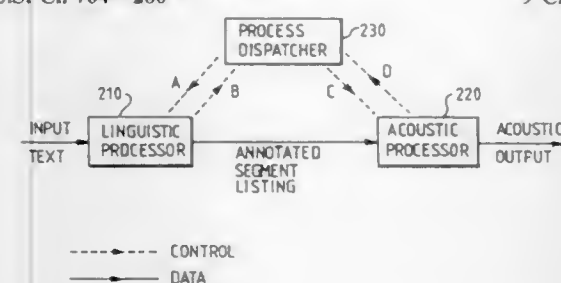 PROCESS
DISPATCHER
230
A
B
C
D
210
220
INPUT
TEXT
LINGUISTIC
PROCESSOR
ANNOTATED
SEGMENT
LISTING
ACOUSTIC
PROCESSOR
ACOUSTIC
OUTPUT
CONTROL
DATA